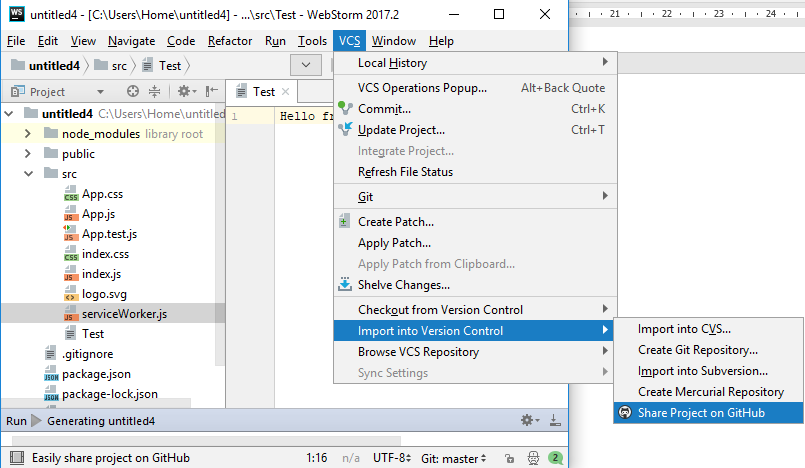 WS untitled4 - [C:\Users\Home\untitled4] - ...\src\Test - WebStorm 2017.2
21 22 23 24
File Edit View Navigate Code Refactor Run Tools VCS Window Help
untitled4 src Test
Project
Test
untitled4 C:\Users\Home\untitled
node_modules library root
public
src
App.css
App.js
App.test.js
index.css
index.js
logo.svg
serviceWorker.js
Test
.gitignore
package.json
package-lock.json
1 Hello fr
Local History
VCS Operations Popup... Alt+Back Quote
Commit... Ctrl+K
Update Project... Ctrl+T
Integrate Project...
Refresh File Status
Git
Create Patch...
Apply Patch...
Apply Patch from Clipboard...
Shelve Changes...
Checkout from Version Control
Import into Version Control
Browse VCS Repository
Sync Settings
Import into CVS...
Create Git Repository...
Import into Subversion...
Create Mercurial Repository
Share Project on GitHub
Run Generating untitled4
Easily share project on GitHub 1:16 n/a UTF-8 Git: master 2